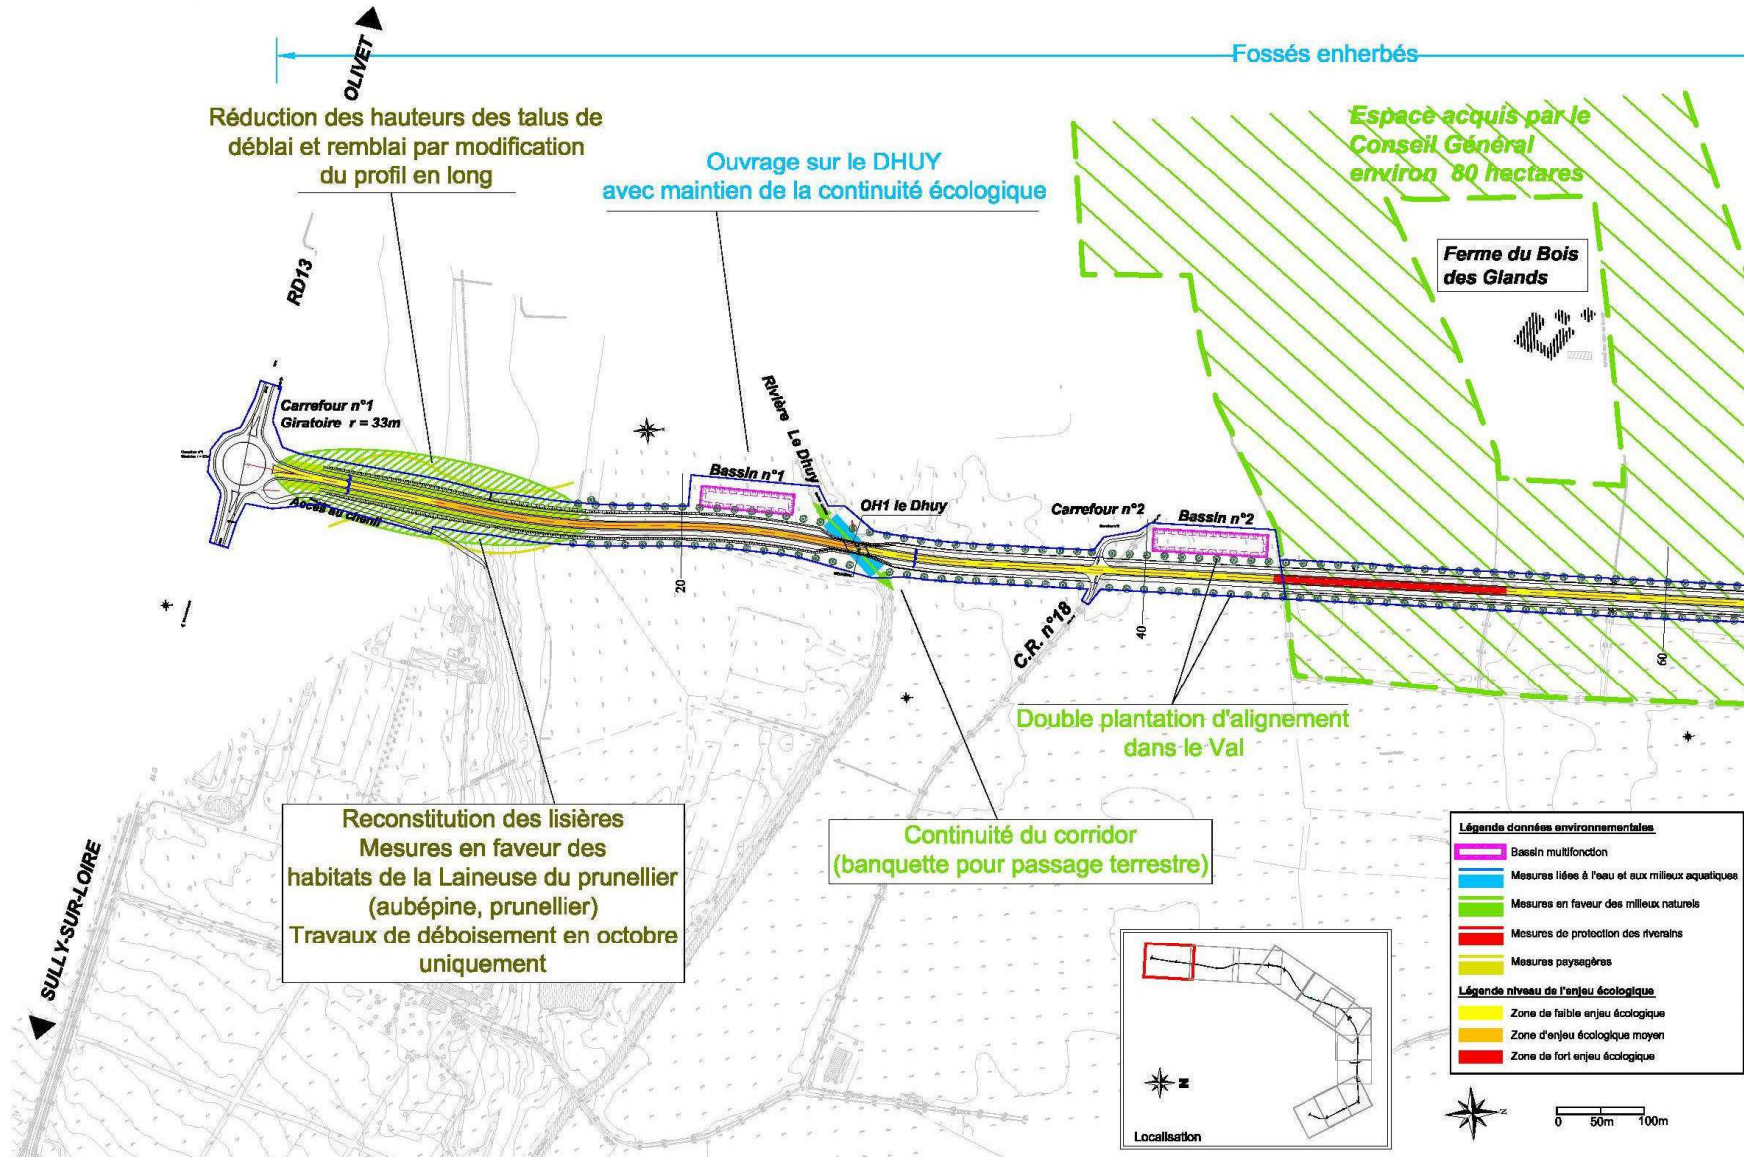 Fossés enherbés
OLIVET
Réduction des hauteurs des talus de
déblai et remblai par modification
du profil en long
Ouvrage sur le DHUY
avec maintien de la continuité écologique
Espace acquis par le
Conseil Général
environ 80 hectares
Ferme du Bois
des Glands
RD13
Carrefour n°1
Giratoire r = 33m
Accès au chenil
Bassin n°1
Rivière Le Dhuy
OH1 le Dhuy
Carrefour n°2
Bassin n°2
20
40
60
C.R. n°18
Double plantation d'alignement
dans le Val
Reconstitution des lisières
Mesures en faveur des
habitats de la Laineuse du prunellier
(aubépine, prunellier)
Travaux de déboisement en octobre
uniquement
Continuité du corridor
(banquette pour passage terrestre)
SULLY-SUR-LOIRE
Légende données environnementales
Bassin multifonction
Mesures liées à l'eau et aux milieux aquatiques
Mesures en faveur des milieux naturels
Mesures de protection des riverains
Mesures paysagères
Légende niveau de l'enjeu écologique
Zone de faible enjeu écologique
Zone d'enjeu écologique moyen
Zone de fort enjeu écologique
N
Localisation
N
0 50m 100m